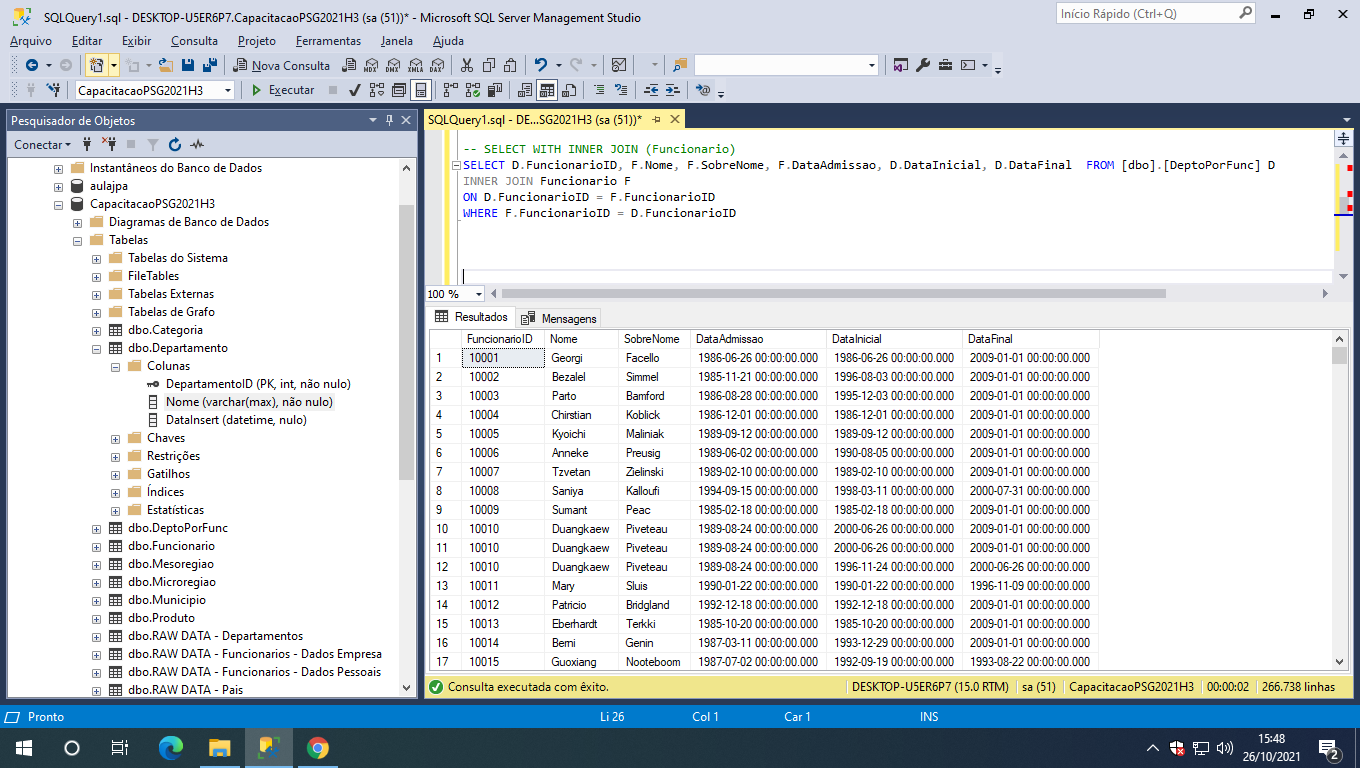 SQLQuery1.sql - DESKTOP-U5ER6P7.CapacitacaoPSG2021H3 (sa (51))* - Microsoft SQL Server Management Studio
Início Rápido (Ctrl+Q)
Arquivo Editar Exibir Consulta Projeto Ferramentas Janela Ajuda
Nova Consulta MDX DMX XMLA DAX
CapacitacaoPSG2021H3 Executar
Pesquisador de Objetos
Conectar
Instantâneos do Banco de Dados
aulajpa
CapacitacaoPSG2021H3
Diagramas de Banco de Dados
Tabelas
Tabelas do Sistema
FileTables
Tabelas Externas
Tabelas de Grafo
dbo.Categoria
dbo.Departamento
Colunas
DepartamentoID (PK, int, não nulo)
Nome (varchar(max), não nulo)
DataInsert (datetime, nulo)
Chaves
Restrições
Gatilhos
Índices
Estatísticas
dbo.DeptoPorFunc
dbo.Funcionario
dbo.Mesoregiao
dbo.Microregiao
dbo.Municipio
dbo.Produto
dbo.RAW DATA - Departamentos
dbo.RAW DATA - Funcionarios - Dados Empresa
dbo.RAW DATA - Funcionarios - Dados Pessoais
dbo.RAW DATA - Pais
SQLQuery1.sql - DE...SG2021H3 (sa (51))*
-- SELECT WITH INNER JOIN (Funcionario)
SELECT D.FuncionarioID, F.Nome, F.SobreNome, F.DataAdmissao, D.DataInicial, D.DataFinal  FROM [dbo].[DeptoPorFunc] D
INNER JOIN Funcionario F
ON D.FuncionarioID = F.FuncionarioID
WHERE F.FuncionarioID = D.FuncionarioID
100 %
Resultados Mensagens
FuncionarioID Nome SobreNome DataAdmissao DataInicial DataFinal
1 10001 Georgi Facello 1986-06-26 00:00:00.000 1986-06-26 00:00:00.000 2009-01-01 00:00:00.000
2 10002 Bezalel Simmel 1985-11-21 00:00:00.000 1996-08-03 00:00:00.000 2009-01-01 00:00:00.000
3 10003 Parto Bamford 1986-08-28 00:00:00.000 1995-12-03 00:00:00.000 2009-01-01 00:00:00.000
4 10004 Chirstian Koblick 1986-12-01 00:00:00.000 1986-12-01 00:00:00.000 2009-01-01 00:00:00.000
5 10005 Kyoichi Maliniak 1989-09-12 00:00:00.000 1989-09-12 00:00:00.000 2009-01-01 00:00:00.000
6 10006 Anneke Preusig 1989-06-02 00:00:00.000 1990-08-05 00:00:00.000 2009-01-01 00:00:00.000
7 10007 Tzvetan Zielinski 1989-02-10 00:00:00.000 1989-02-10 00:00:00.000 2009-01-01 00:00:00.000
8 10008 Saniya Kalloufi 1994-09-15 00:00:00.000 1998-03-11 00:00:00.000 2000-07-31 00:00:00.000
9 10009 Sumant Peac 1985-02-18 00:00:00.000 1985-02-18 00:00:00.000 2009-01-01 00:00:00.000
10 10010 Duangkaew Piveteau 1989-08-24 00:00:00.000 2000-06-26 00:00:00.000 2009-01-01 00:00:00.000
11 10010 Duangkaew Piveteau 1989-08-24 00:00:00.000 2000-06-26 00:00:00.000 2009-01-01 00:00:00.000
12 10010 Duangkaew Piveteau 1989-08-24 00:00:00.000 1996-11-24 00:00:00.000 2000-06-26 00:00:00.000
13 10011 Mary Sluis 1990-01-22 00:00:00.000 1990-01-22 00:00:00.000 1996-11-09 00:00:00.000
14 10012 Patricio Bridgland 1992-12-18 00:00:00.000 1992-12-18 00:00:00.000 2009-01-01 00:00:00.000
15 10013 Eberhardt Terkki 1985-10-20 00:00:00.000 1985-10-20 00:00:00.000 2009-01-01 00:00:00.000
16 10014 Berni Genin 1987-03-11 00:00:00.000 1993-12-29 00:00:00.000 2009-01-01 00:00:00.000
17 10015 Guoxiang Nooteboom 1987-07-02 00:00:00.000 1992-09-19 00:00:00.000 1993-08-22 00:00:00.000
Consulta executada com êxito. DESKTOP-U5ER6P7 (15.0 RTM) sa (51) CapacitacaoPSG2021H3 00:00:02 266.738 linhas
Pronto Li 26 Col 1 Car 1 INS
15:48
26/10/2021
2